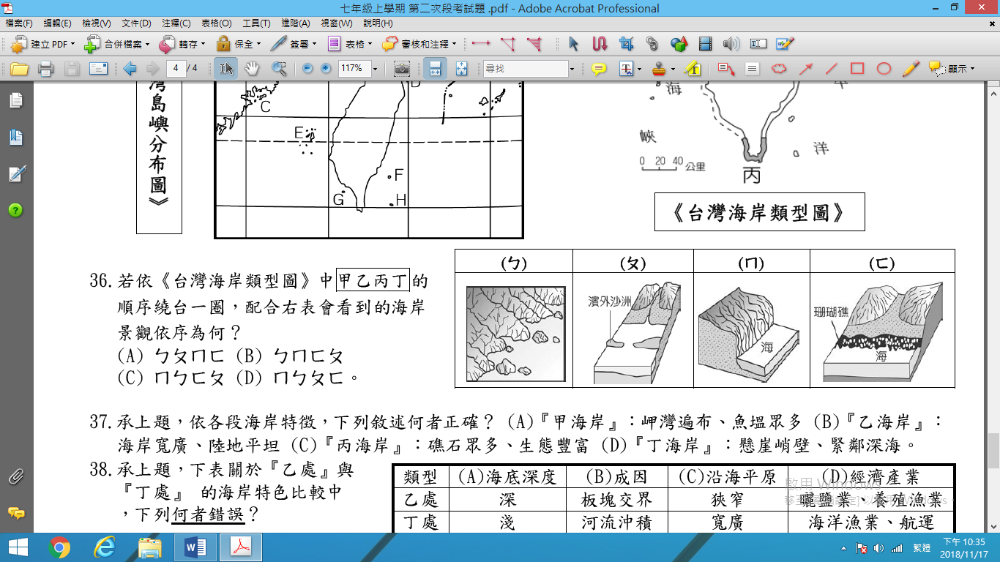 七年級上學期 第二次段考試題 .pdf - Adobe Acrobat Professional
檔案(F) 編輯(E) 檢視(V) 文件(D) 注釋(C) 表格(O) 工具(T) 進階(A) 視窗(W) 說明(H)
建立 PDF 合併檔案 轉存 保全 簽署 表格 審核和注釋
4 / 4 117% 尋找 顯示
灣島嶼分布圖》
C
D
E
F
G
H
海
峽
洋
0 20 40 公里
丙
《台灣海岸類型圖》
36. 若依《台灣海岸類型圖》中甲乙丙丁的
順序繞台一圈，配合右表會看到的海岸
景觀依序為何？
(A) ㄅㄆㄇㄈ (B) ㄅㄇㄈㄆ
(C) ㄇㄅㄈㄆ (D) ㄇㄅㄆㄈ。
(ㄅ) (ㄆ) (ㄇ) (ㄈ)
濱外沙洲
海
珊瑚礁
海
37. 承上題，依各段海岸特徵，下列敘述何者正確？ (A)『甲海岸』：岬灣遍布、魚塭眾多 (B)『乙海岸』：
海岸寬廣、陸地平坦 (C)『丙海岸』：礁石眾多、生態豐富 (D)『丁海岸』：懸崖峭壁、緊鄰深海。
38. 承上題，下表關於『乙處』與
『丁處』 的海岸特色比較中
，下列何者錯誤？
類型 (A)海底深度 (B)成因 (C)沿海平原 (D)經濟產業
乙處 深 板塊交界 狹窄 曬鹽業、養殖漁業
丁處 淺 河流沖積 寬廣 海洋漁業、航運
啟用 Windows
繁體
下午 10:35
2018/11/17